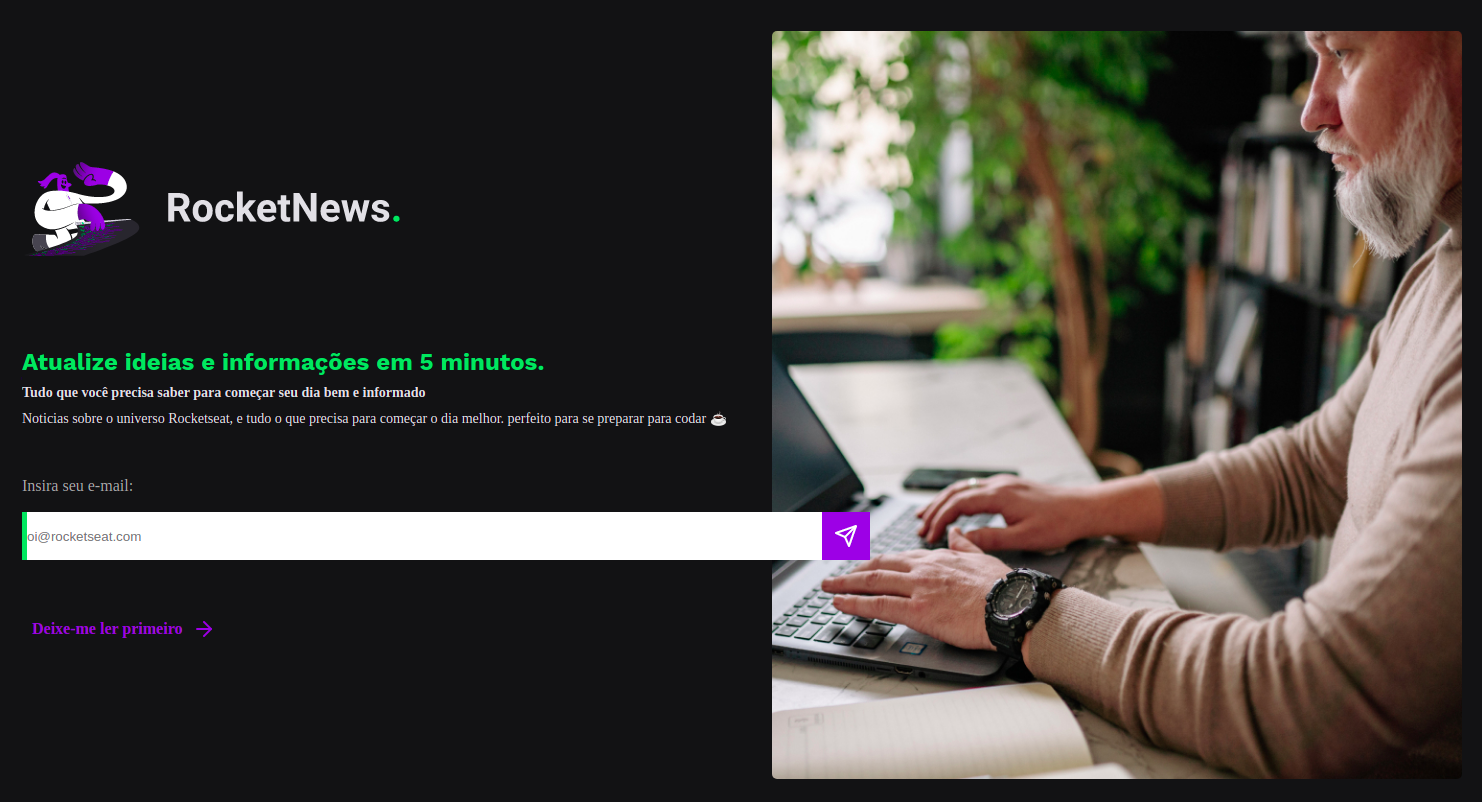 RocketNews.
Atualize ideias e informações em 5 minutos.
Tudo que você precisa saber para começar seu dia bem e informado
Noticias sobre o universo Rocketseat, e tudo o que precisa para começar o dia melhor. perfeito para se preparar para codar ☕
Insira seu e-mail:
oi@rocketseat.com
Deixe-me ler primeiro